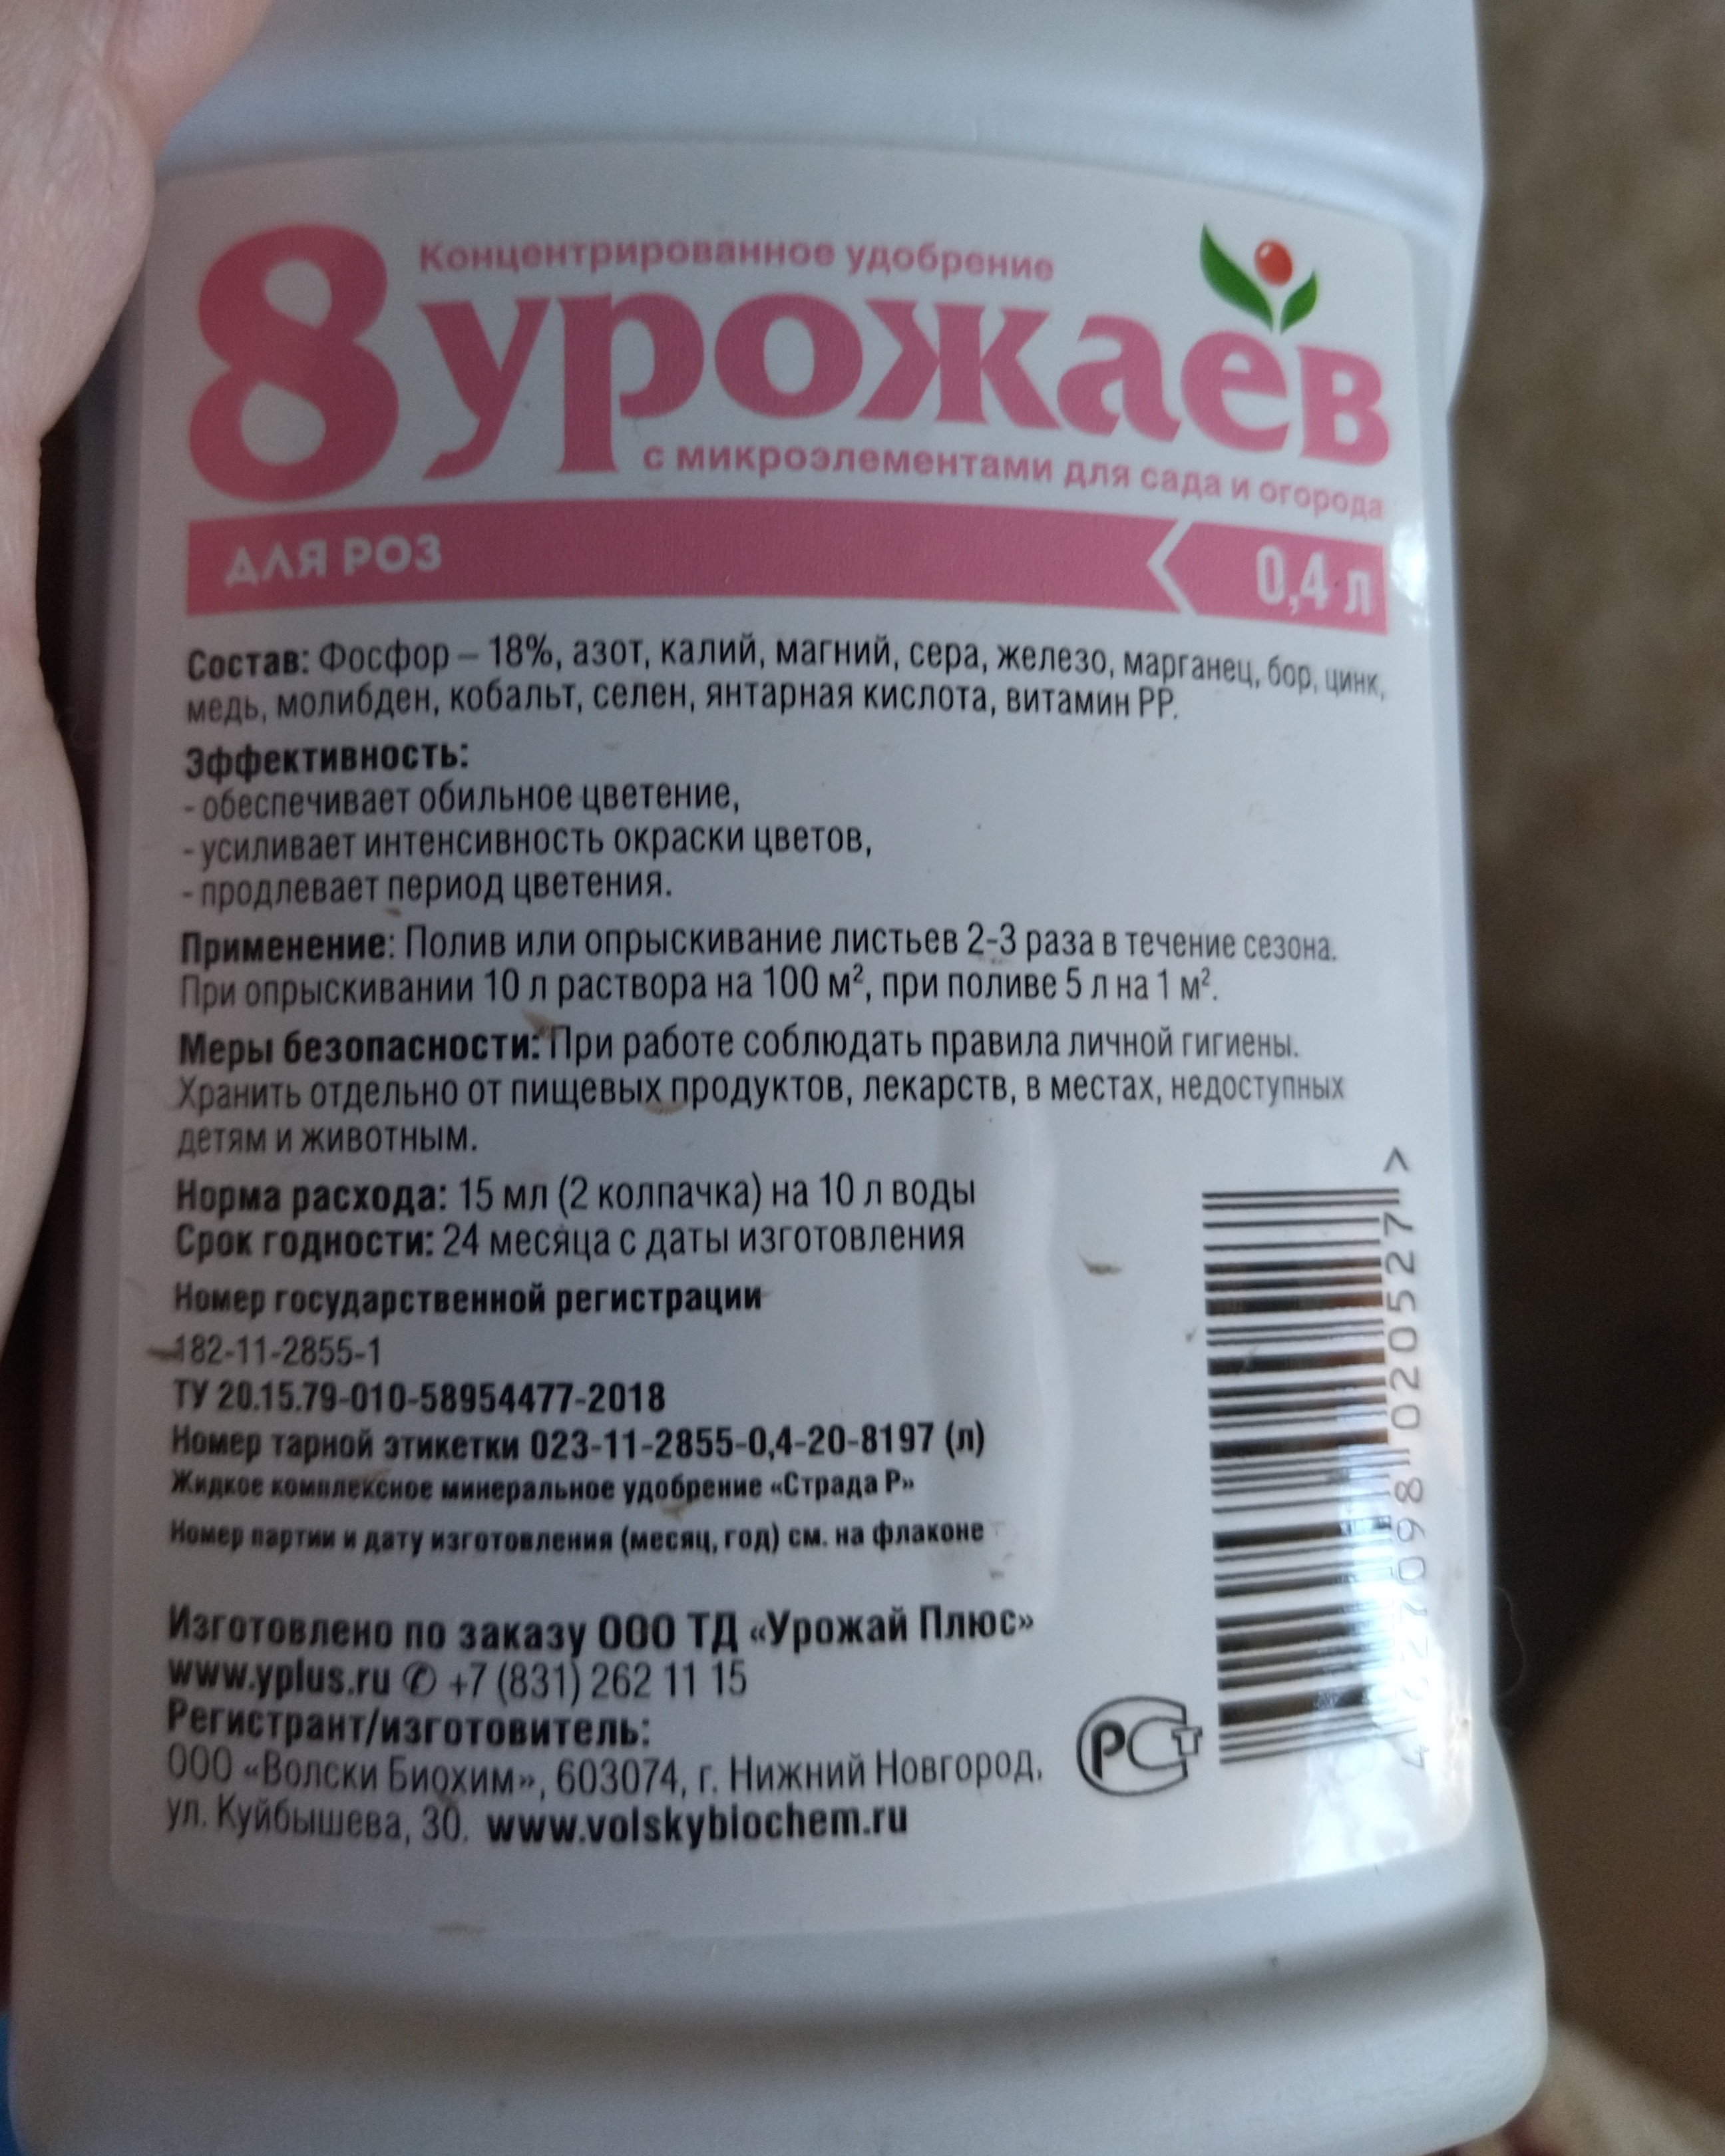 Концентрированное удобрение
8 урожаев
с микроэлементами для сада и огорода
ДЛЯ РОЗ
0,4 л
Состав: Фосфор – 18%, азот, калий, магний, сера, железо, марганец, бор, цинк,
медь, молибден, кобальт, селен, янтарная кислота, витамин РР.
Эффективность:
- обеспечивает обильное цветение,
- усиливает интенсивность окраски цветов,
- продлевает период цветения.
Применение: Полив или опрыскивание листьев 2-3 раза в течение сезона.
При опрыскивании 10 л раствора на 100 м², при поливе 5 л на 1 м².
Меры безопасности: При работе соблюдать правила личной гигиены.
Хранить отдельно от пищевых продуктов, лекарств, в местах, недоступных
детям и животным.
Норма расхода: 15 мл (2 колпачка) на 10 л воды
Срок годности: 24 месяца с даты изготовления
Номер государственной регистрации
182-11-2855-1
ТУ 20.15.79-010-58954477-2018
Номер тарной этикетки 023-11-2855-0,4-20-8197 (л)
Жидкое комплексное минеральное удобрение «Страда Р»
Номер партии и дату изготовления (месяц, год) см. на флаконе
Изготовлено по заказу ООО ТД «Урожай Плюс»
www.yplus.ru ✆ +7 (831) 262 11 15
Регистрант/изготовитель:
ООО «Волски Биохим», 603074, г. Нижний Новгород,
ул. Куйбышева, 30. www.volskybiochem.ru
РСТ
020527 >